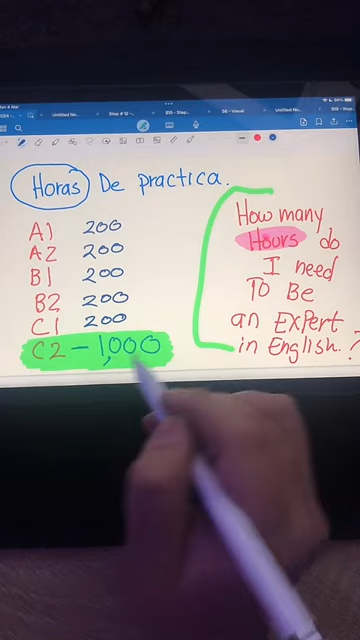 Horas De practica.
A1 200
A2 200
B1 200
B2 200
C1 200
C2 - 1,000
How many
Hours do
I need
To Be
an Expert
in English.?